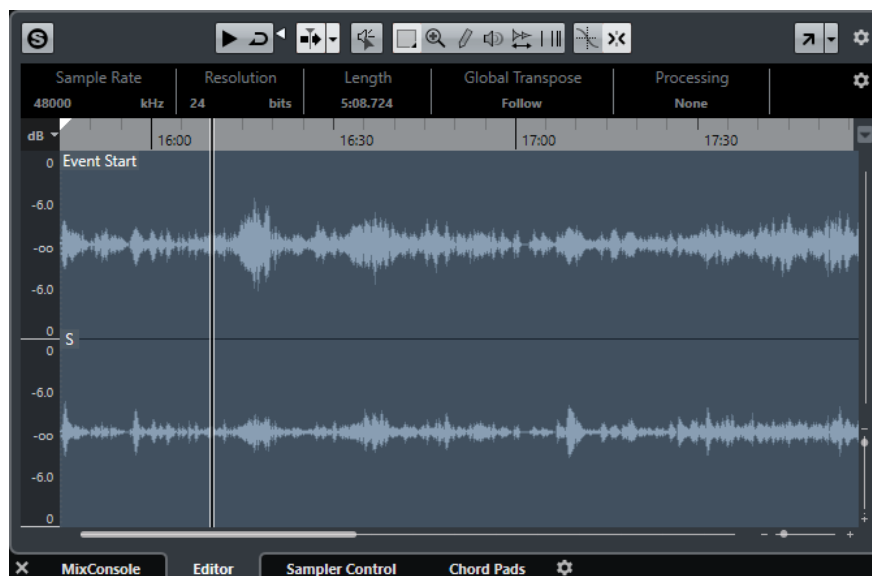 Sample Rate Resolution Length Global Transpose Processing
48000 kHz 24 bits 5:08.724 Follow None
dB 16:00 16:30 17:00 17:30
0 Event Start
-6.0
-oo
-6.0
0
S
0
-6.0
-oo
-6.0
0
MixConsole Editor Sampler Control Chord Pads